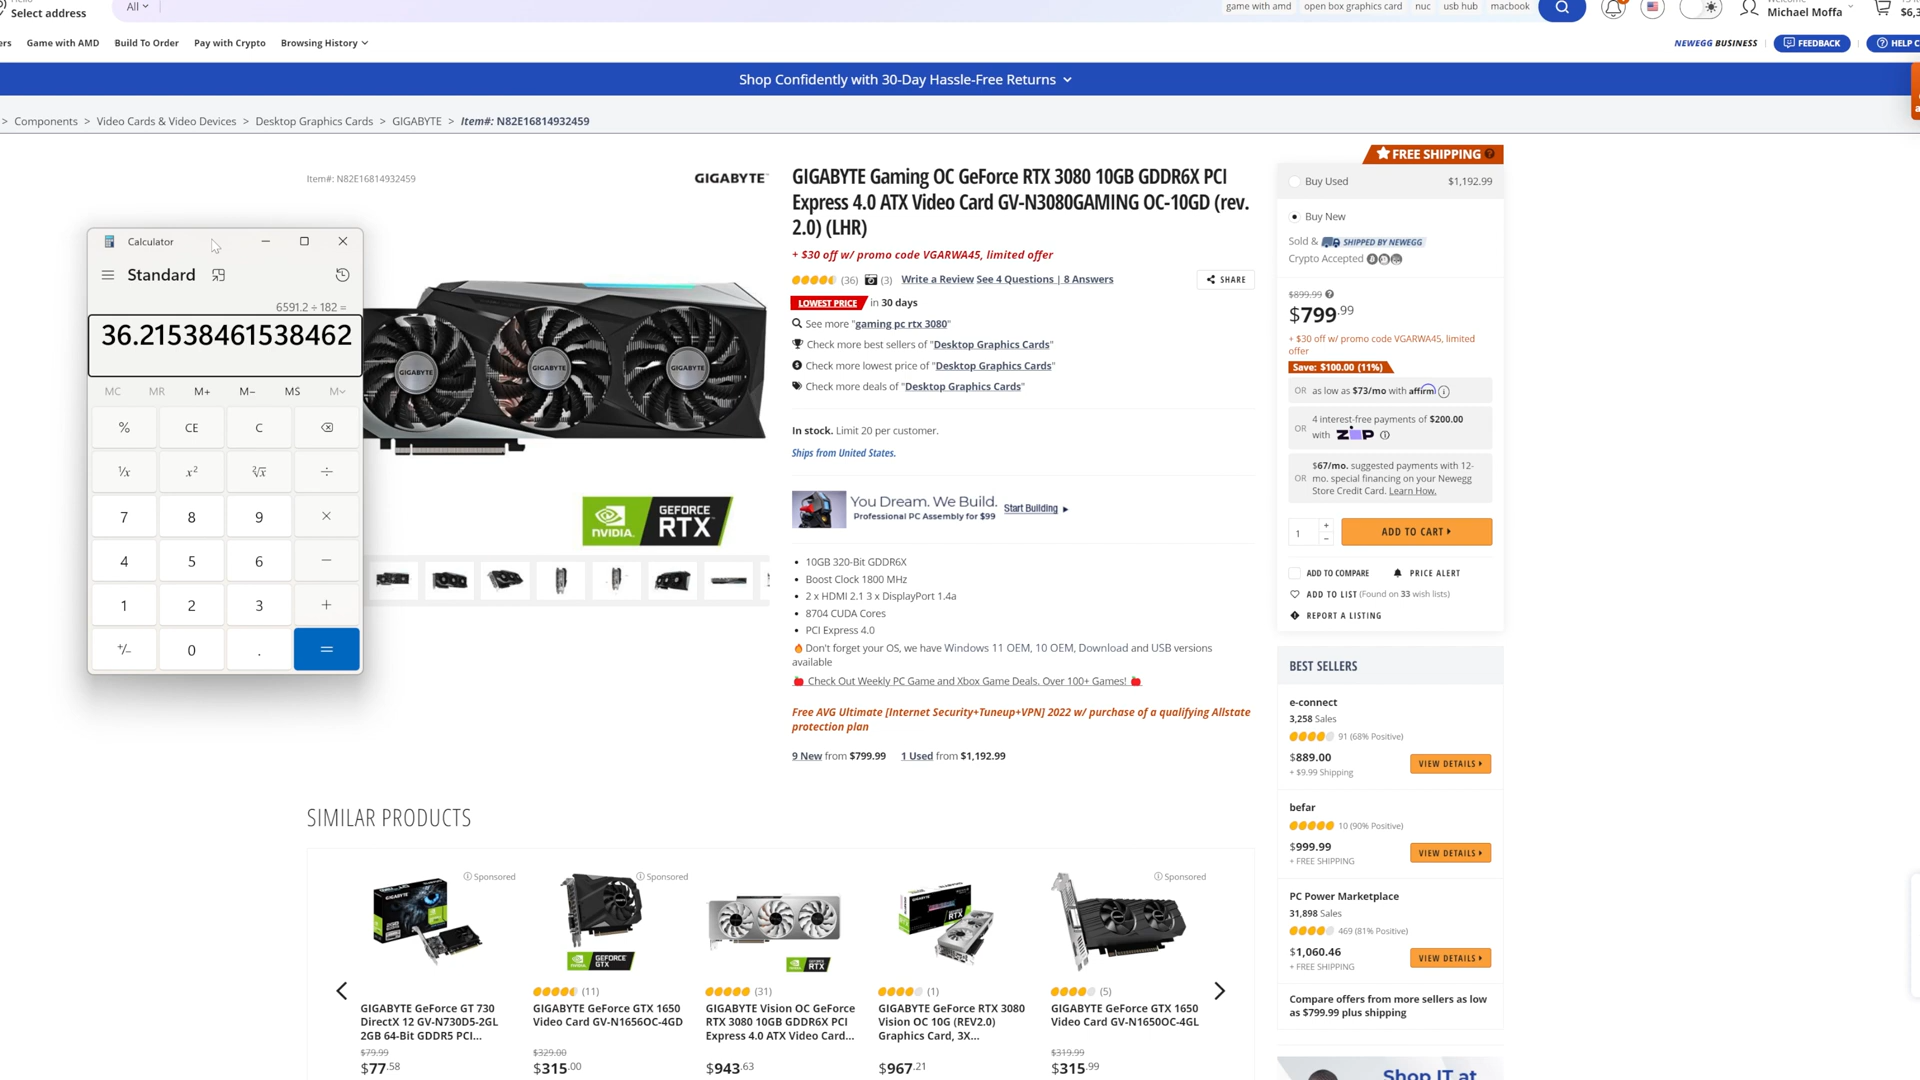 Hello
Select address
All
game with amd
open box graphics card
nuc
usb hub
macbook
Welcome
Michael Moffa
$6,3
ers
Game with AMD
Build To Order
Pay with Crypto
Browsing History
NEWEGG BUSINESS
FEEDBACK
HELP C
Shop Confidently with 30-Day Hassle-Free Returns
> Components > Video Cards & Video Devices > Desktop Graphics Cards > GIGABYTE > Item#: N82E16814932459
Item#: N82E16814932459
GIGABYTE
Calculator
Standard
6591.2 ÷ 182 =
36.21538461538462
MC MR M+ M− MS M
% CE C
1/x x² ²√x ÷
7 8 9 ×
4 5 6 −
1 2 3 +
+/− 0 . =
GIGABYTE GIGABYTE GIGABYTE
NVIDIA.
GEFORCE
RTX
GIGABYTE Gaming OC GeForce RTX 3080 10GB GDDR6X PCI
Express 4.0 ATX Video Card GV-N3080GAMING OC-10GD (rev.
2.0) (LHR)
+ $30 off w/ promo code VGARWA45, limited offer
(36) (3) Write a Review See 4 Questions | 8 Answers
SHARE
LOWEST PRICE in 30 days
See more "gaming pc rtx 3080"
Check more best sellers of "Desktop Graphics Cards"
Check more lowest price of "Desktop Graphics Cards"
Check more deals of "Desktop Graphics Cards"
In stock. Limit 20 per customer.
Ships from United States.
You Dream. We Build.
Professional PC Assembly for $99
Start Building
• 10GB 320-Bit GDDR6X
• Boost Clock 1800 MHz
• 2 x HDMI 2.1 3 x DisplayPort 1.4a
• 8704 CUDA Cores
• PCI Express 4.0
Don't forget your OS, we have Windows 11 OEM, 10 OEM, Download and USB versions
available
Check Out Weekly PC Game and Xbox Game Deals. Over 100+ Games!
Free AVG Ultimate [Internet Security+Tuneup+VPN] 2022 w/ purchase of a qualifying Allstate
protection plan
9 New from $799.99 1 Used from $1,192.99
FREE SHIPPING
Buy Used $1,192.99
Buy New
Sold & SHIPPED BY NEWEGG
Crypto Accepted
$899.99
$799.99
+ $30 off w/ promo code VGARWA45, limited
offer
Save: $100.00 (11%)
OR as low as $73/mo with affirm
OR 4 interest-free payments of $200.00
with ZIP
OR $67/mo. suggested payments with 12-
mo. special financing on your Newegg
Store Credit Card. Learn How.
1 + −
ADD TO CART
ADD TO COMPARE
PRICE ALERT
ADD TO LIST (Found on 33 wish lists)
REPORT A LISTING
BEST SELLERS
e-connect
3,258 Sales
91 (68% Positive)
$889.00
+ $9.99 Shipping
VIEW DETAILS
befar
10 (90% Positive)
$999.99
+ FREE SHIPPING
VIEW DETAILS
PC Power Marketplace
31,898 Sales
469 (81% Positive)
$1,060.46
+ FREE SHIPPING
VIEW DETAILS
Compare offers from more sellers as low
as $799.99 plus shipping
Shop IT at
SIMILAR PRODUCTS
Sponsored
GIGABYTE GeForce GT 730
DirectX 12 GV-N730D5-2GL
2GB 64-Bit GDDR5 PCI...
$79.99
$77.58
Sponsored
GEFORCE
GTX
(11)
GIGABYTE GeForce GTX 1650
Video Card GV-N1656OC-4GD
$329.00
$315.00
RTX
(31)
GIGABYTE Vision OC GeForce
RTX 3080 10GB GDDR6X PCI
Express 4.0 ATX Video Card...
$943.63
(1)
GIGABYTE GeForce RTX 3080
Vision OC 10G (REV2.0)
Graphics Card, 3X...
$967.21
Sponsored
(5)
GIGABYTE GeForce GTX 1650
Video Card GV-N1650OC-4GL
$319.99
$315.99